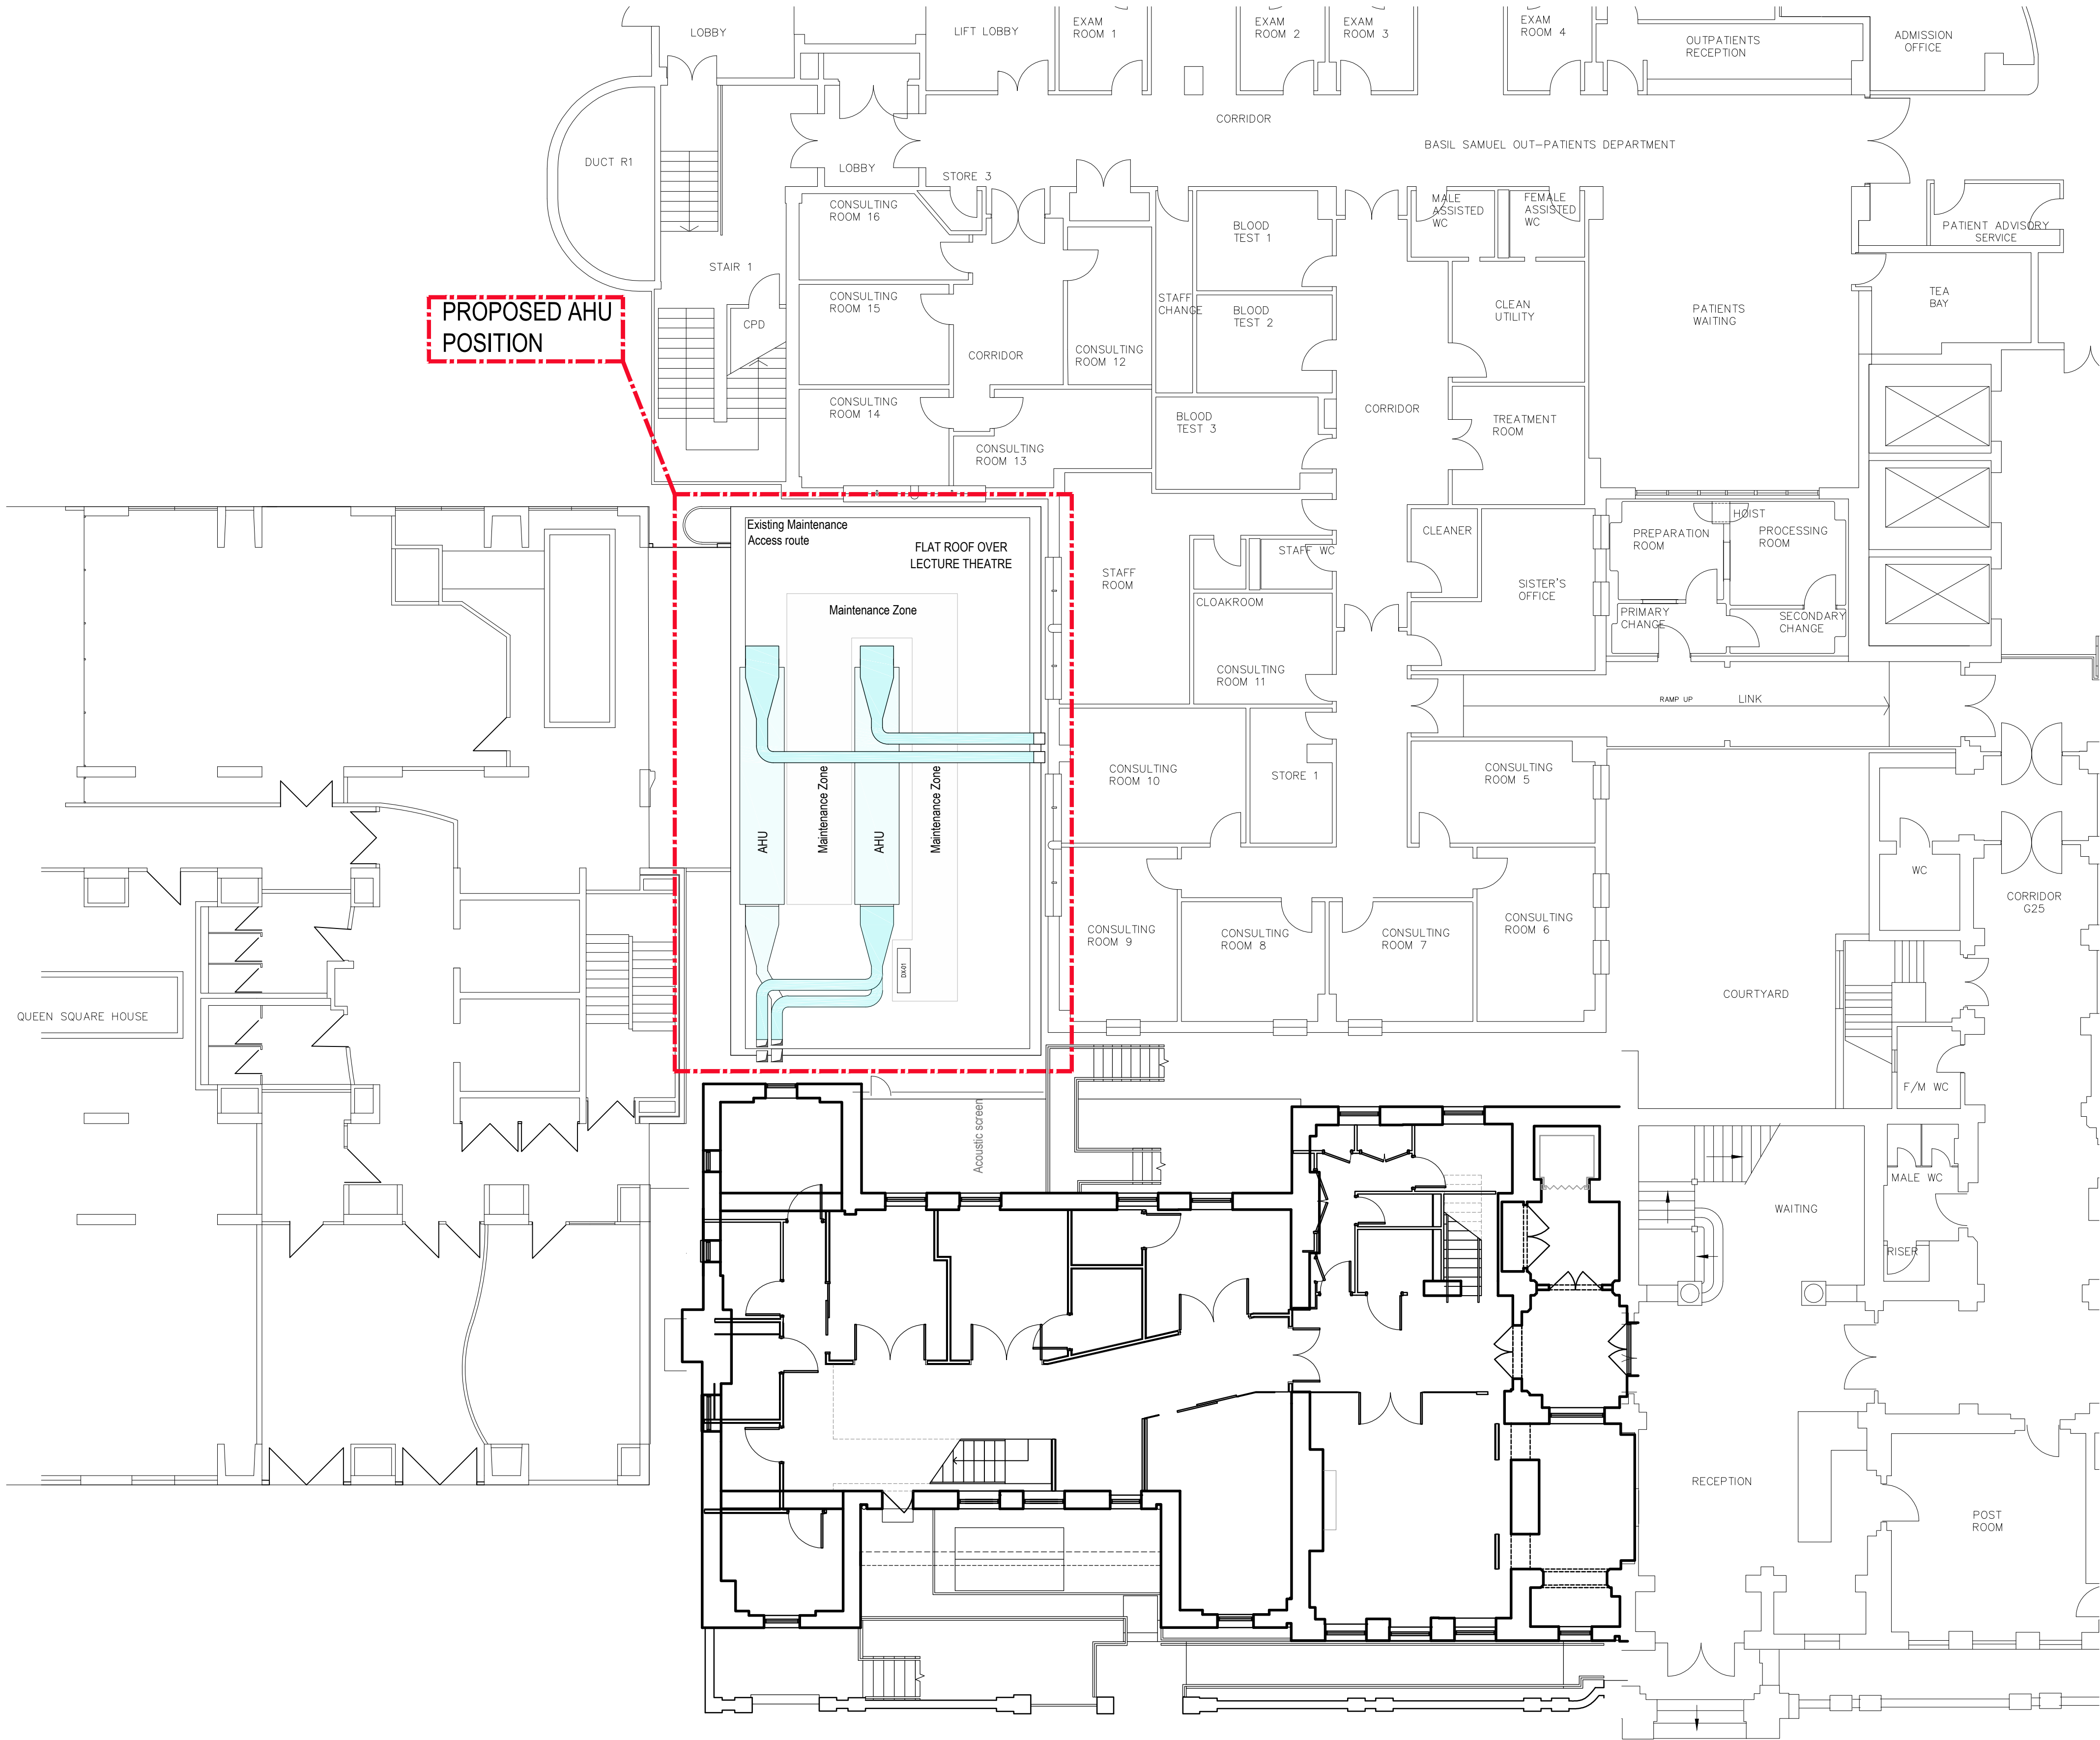 LOBBY
LIFT LOBBY
EXAM
ROOM 1
EXAM
ROOM 2
EXAM
ROOM 3
EXAM
ROOM 4
OUTPATIENTS
RECEPTION
ADMISSION
OFFICE
CORRIDOR
BASIL SAMUEL OUT-PATIENTS DEPARTMENT
DUCT R1
LOBBY
STORE 3
CONSULTING
ROOM 16
MALE
ASSISTED
WC
FEMALE
ASSISTED
WC
BLOOD
TEST 1
PATIENT ADVISORY
SERVICE
STAIR 1
PROPOSED AHU
POSITION
CONSULTING
ROOM 15
STAFF
CHANGE
BLOOD
TEST 2
CLEAN
UTILITY
PATIENTS
WAITING
TEA
BAY
CPD
CORRIDOR
CONSULTING
ROOM 12
CONSULTING
ROOM 14
CORRIDOR
BLOOD
TEST 3
TREATMENT
ROOM
CONSULTING
ROOM 13
Existing Maintenance
Access route
FLAT ROOF OVER
LECTURE THEATRE
CLEANER
HOIST
PREPARATION
ROOM
PROCESSING
ROOM
STAFF WC
STAFF
ROOM
SISTER'S
OFFICE
CLOAKROOM
Maintenance Zone
PRIMARY
CHANGE
SECONDARY
CHANGE
CONSULTING
ROOM 11
RAMP UP
LINK
CONSULTING
ROOM 10
STORE 1
CONSULTING
ROOM 5
AHU
Maintenance Zone
AHU
Maintenance Zone
WC
CORRIDOR
G25
CONSULTING
ROOM 9
CONSULTING
ROOM 8
CONSULTING
ROOM 7
CONSULTING
ROOM 6
DX-01
COURTYARD
QUEEN SQUARE HOUSE
F/M WC
Acoustic screen
MALE WC
WAITING
RISER
RECEPTION
POST
ROOM